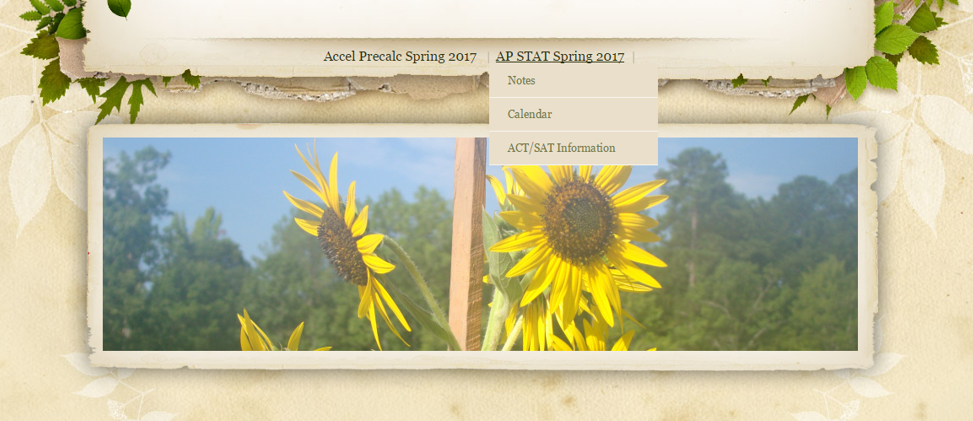 Accel Precalc Spring 2017 | AP STAT Spring 2017 |
Notes
Calendar
ACT/SAT Information